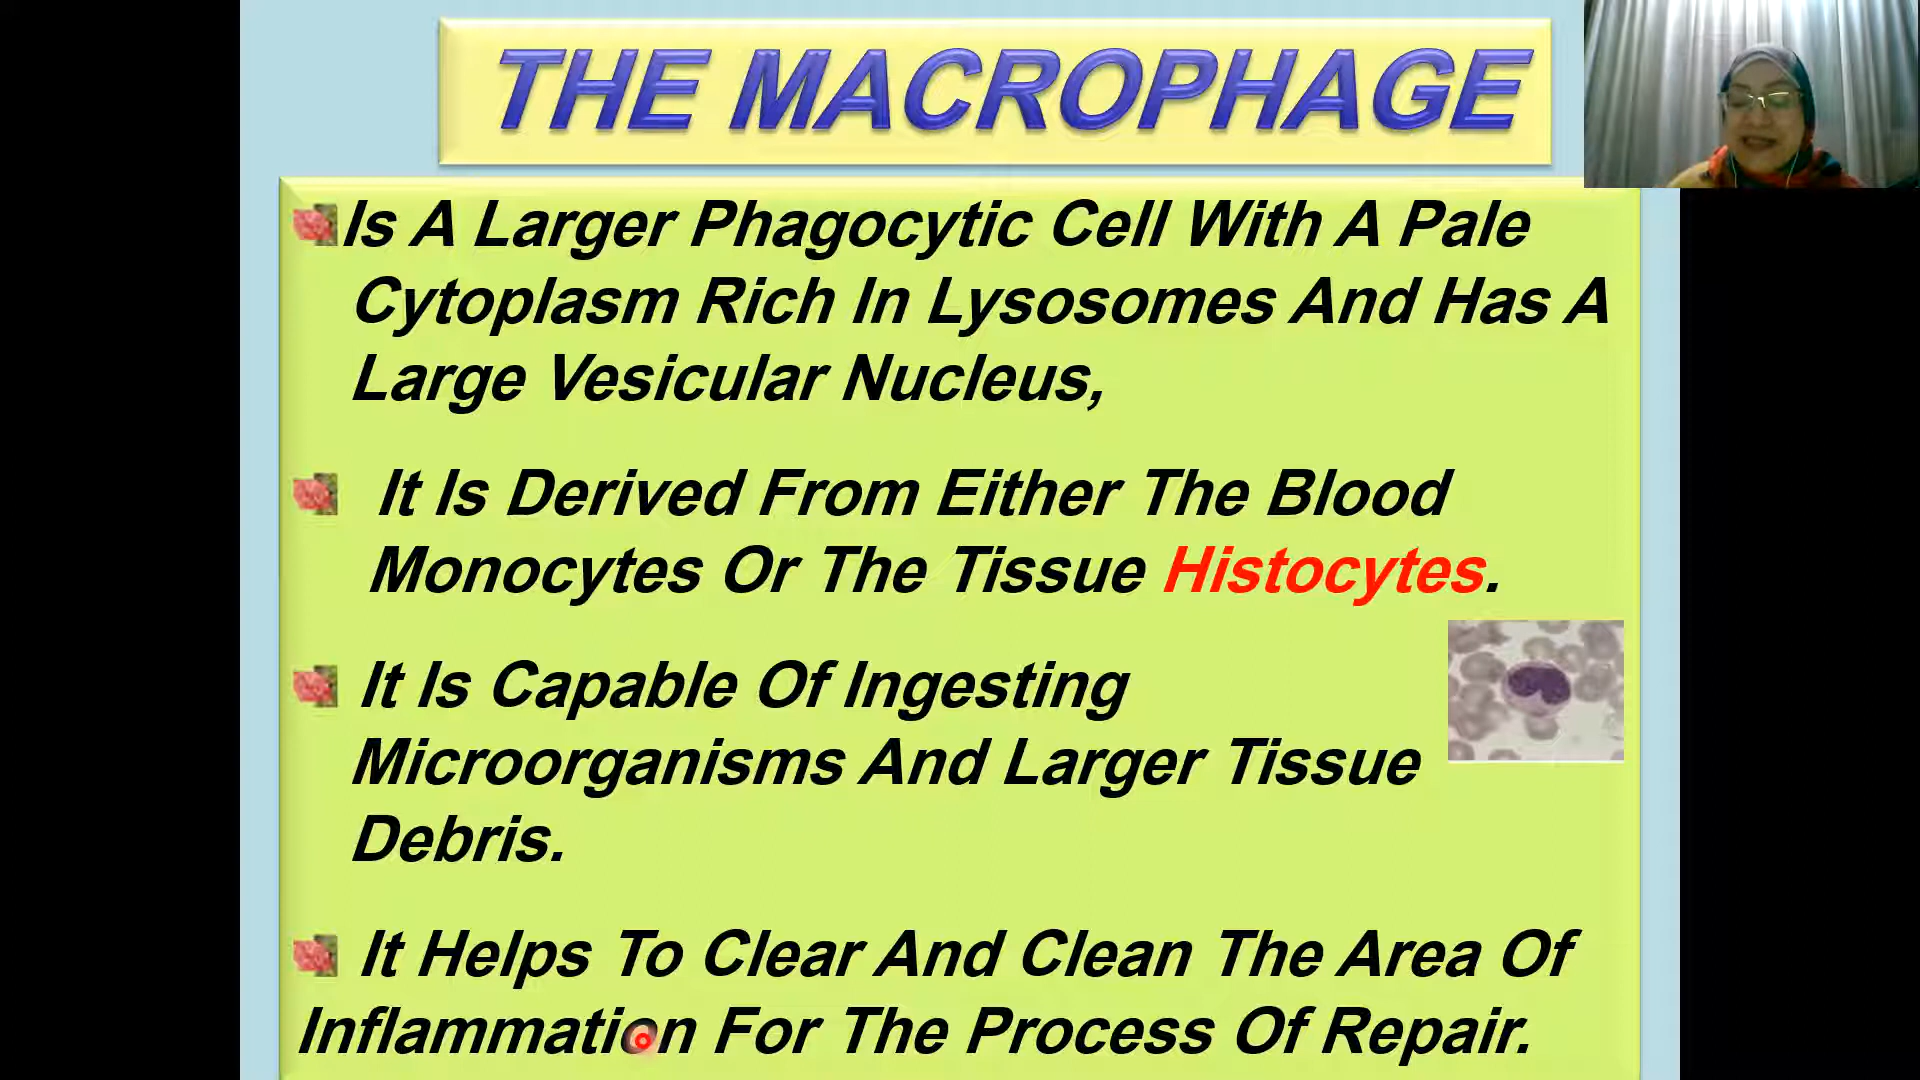 THE MACROPHAGE
Is A Larger Phagocytic Cell With A Pale
Cytoplasm Rich In Lysosomes And Has A
Large Vesicular Nucleus,
It Is Derived From Either The Blood
Monocytes Or The Tissue Histocytes.
It Is Capable Of Ingesting
Microorganisms And Larger Tissue
Debris.
It Helps To Clear And Clean The Area Of
Inflammation For The Process Of Repair.